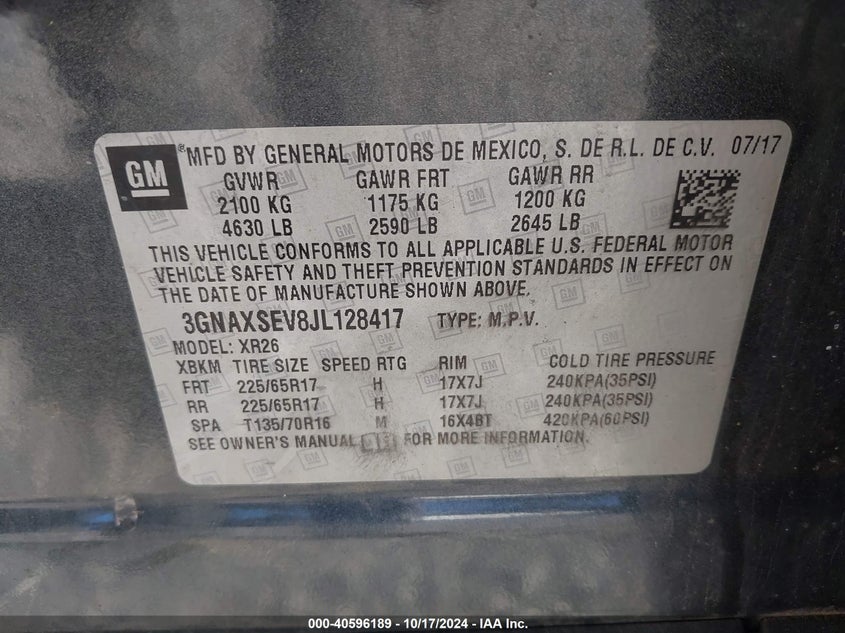 GM ® MFD BY GENERAL MOTORS DE MEXICO, S. DE R.L. DE C.V. 07/17
GVWR GAWR FRT GAWR RR
2100 KG 1175 KG 1200 KG
4630 LB 2590 LB 2645 LB
THIS VEHICLE CONFORMS TO ALL APPLICABLE U.S. FEDERAL MOTOR
VEHICLE SAFETY AND THEFT PREVENTION STANDARDS IN EFFECT ON
THE DATE OF MANUFACTURE SHOWN ABOVE.
3GNAXSEV8JL128417 TYPE: M.P.V.
MODEL: XR26
XBKM TIRE SIZE SPEED RTG RIM COLD TIRE PRESSURE
FRT 225/65R17 H 17X7J 240KPA(35PSI)
RR 225/65R17 H 17X7J 240KPA(35PSI)
SPA T135/70R16 M 16X4BT 420KPA(60PSI)
SEE OWNER'S MANUAL FOR MORE INFORMATION.
000-40596189 - 10/17/2024 - IAA Inc.